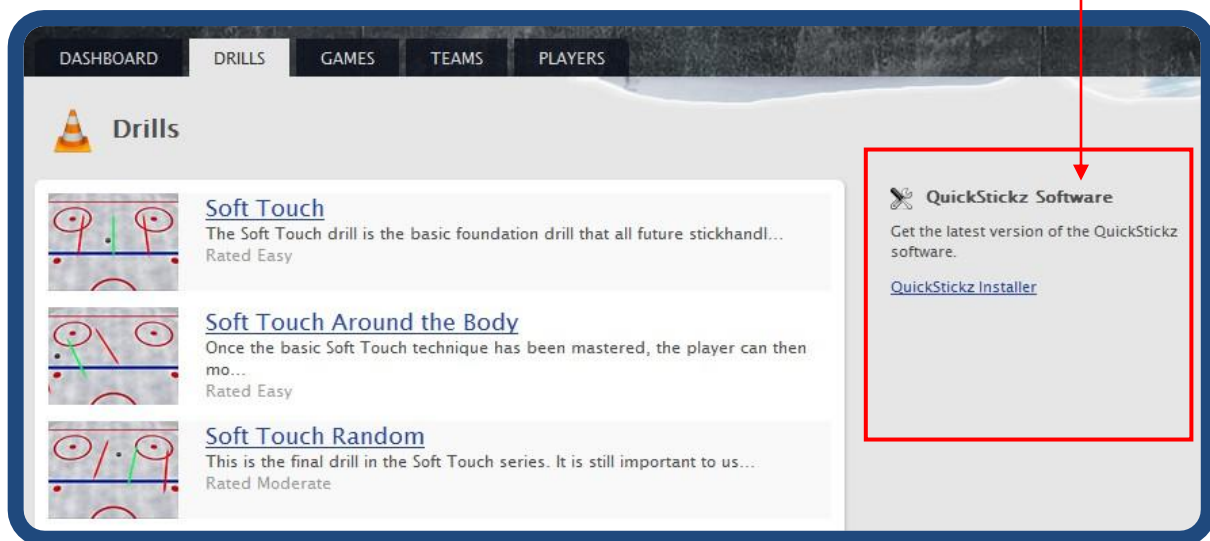 DASHBOARD DRILLS GAMES TEAMS PLAYERS
Drills
Soft Touch
The Soft Touch drill is the basic foundation drill that all future stickhandl...
Rated Easy
Soft Touch Around the Body
Once the basic Soft Touch technique has been mastered, the player can then
mo...
Rated Easy
Soft Touch Random
This is the final drill in the Soft Touch series. It is still important to us...
Rated Moderate
QuickStickz Software
Get the latest version of the QuickStickz
software.
QuickStickz Installer